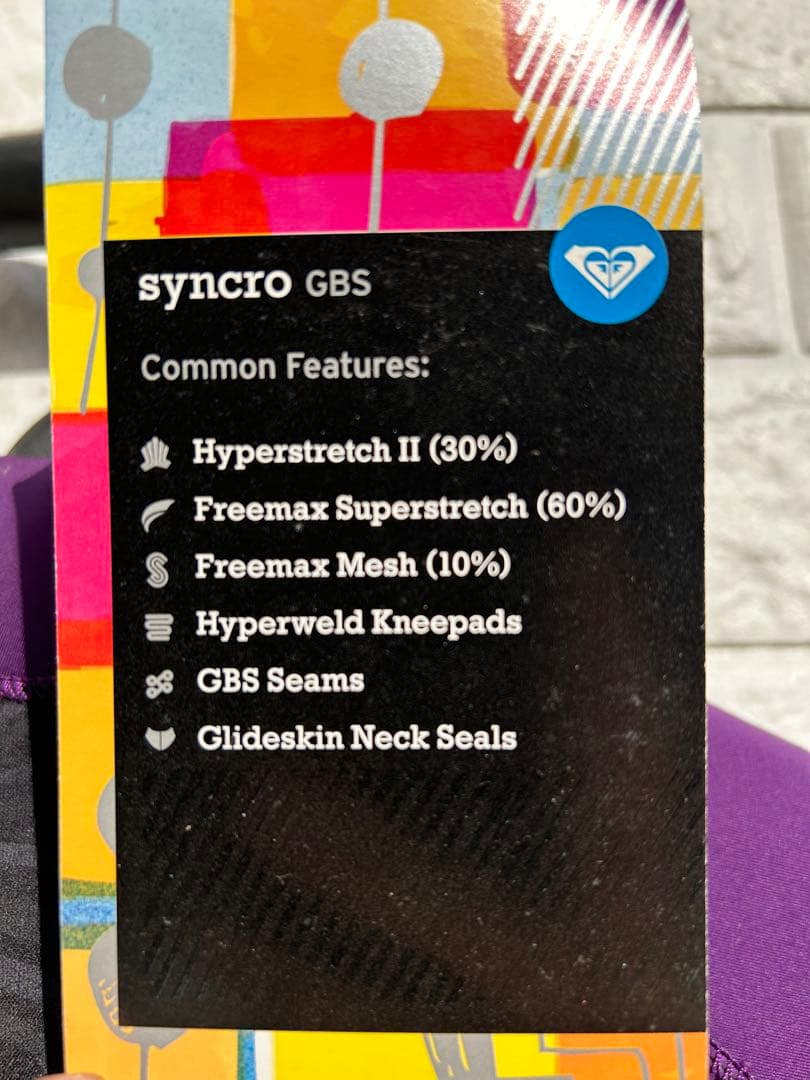 syncro GBS
Common Features:
Hyperstretch II (30%)
Freemax Superstretch (60%)
Freemax Mesh (10%)
Hyperweld Kneepads
GBS Seams
Glideskin Neck Seals